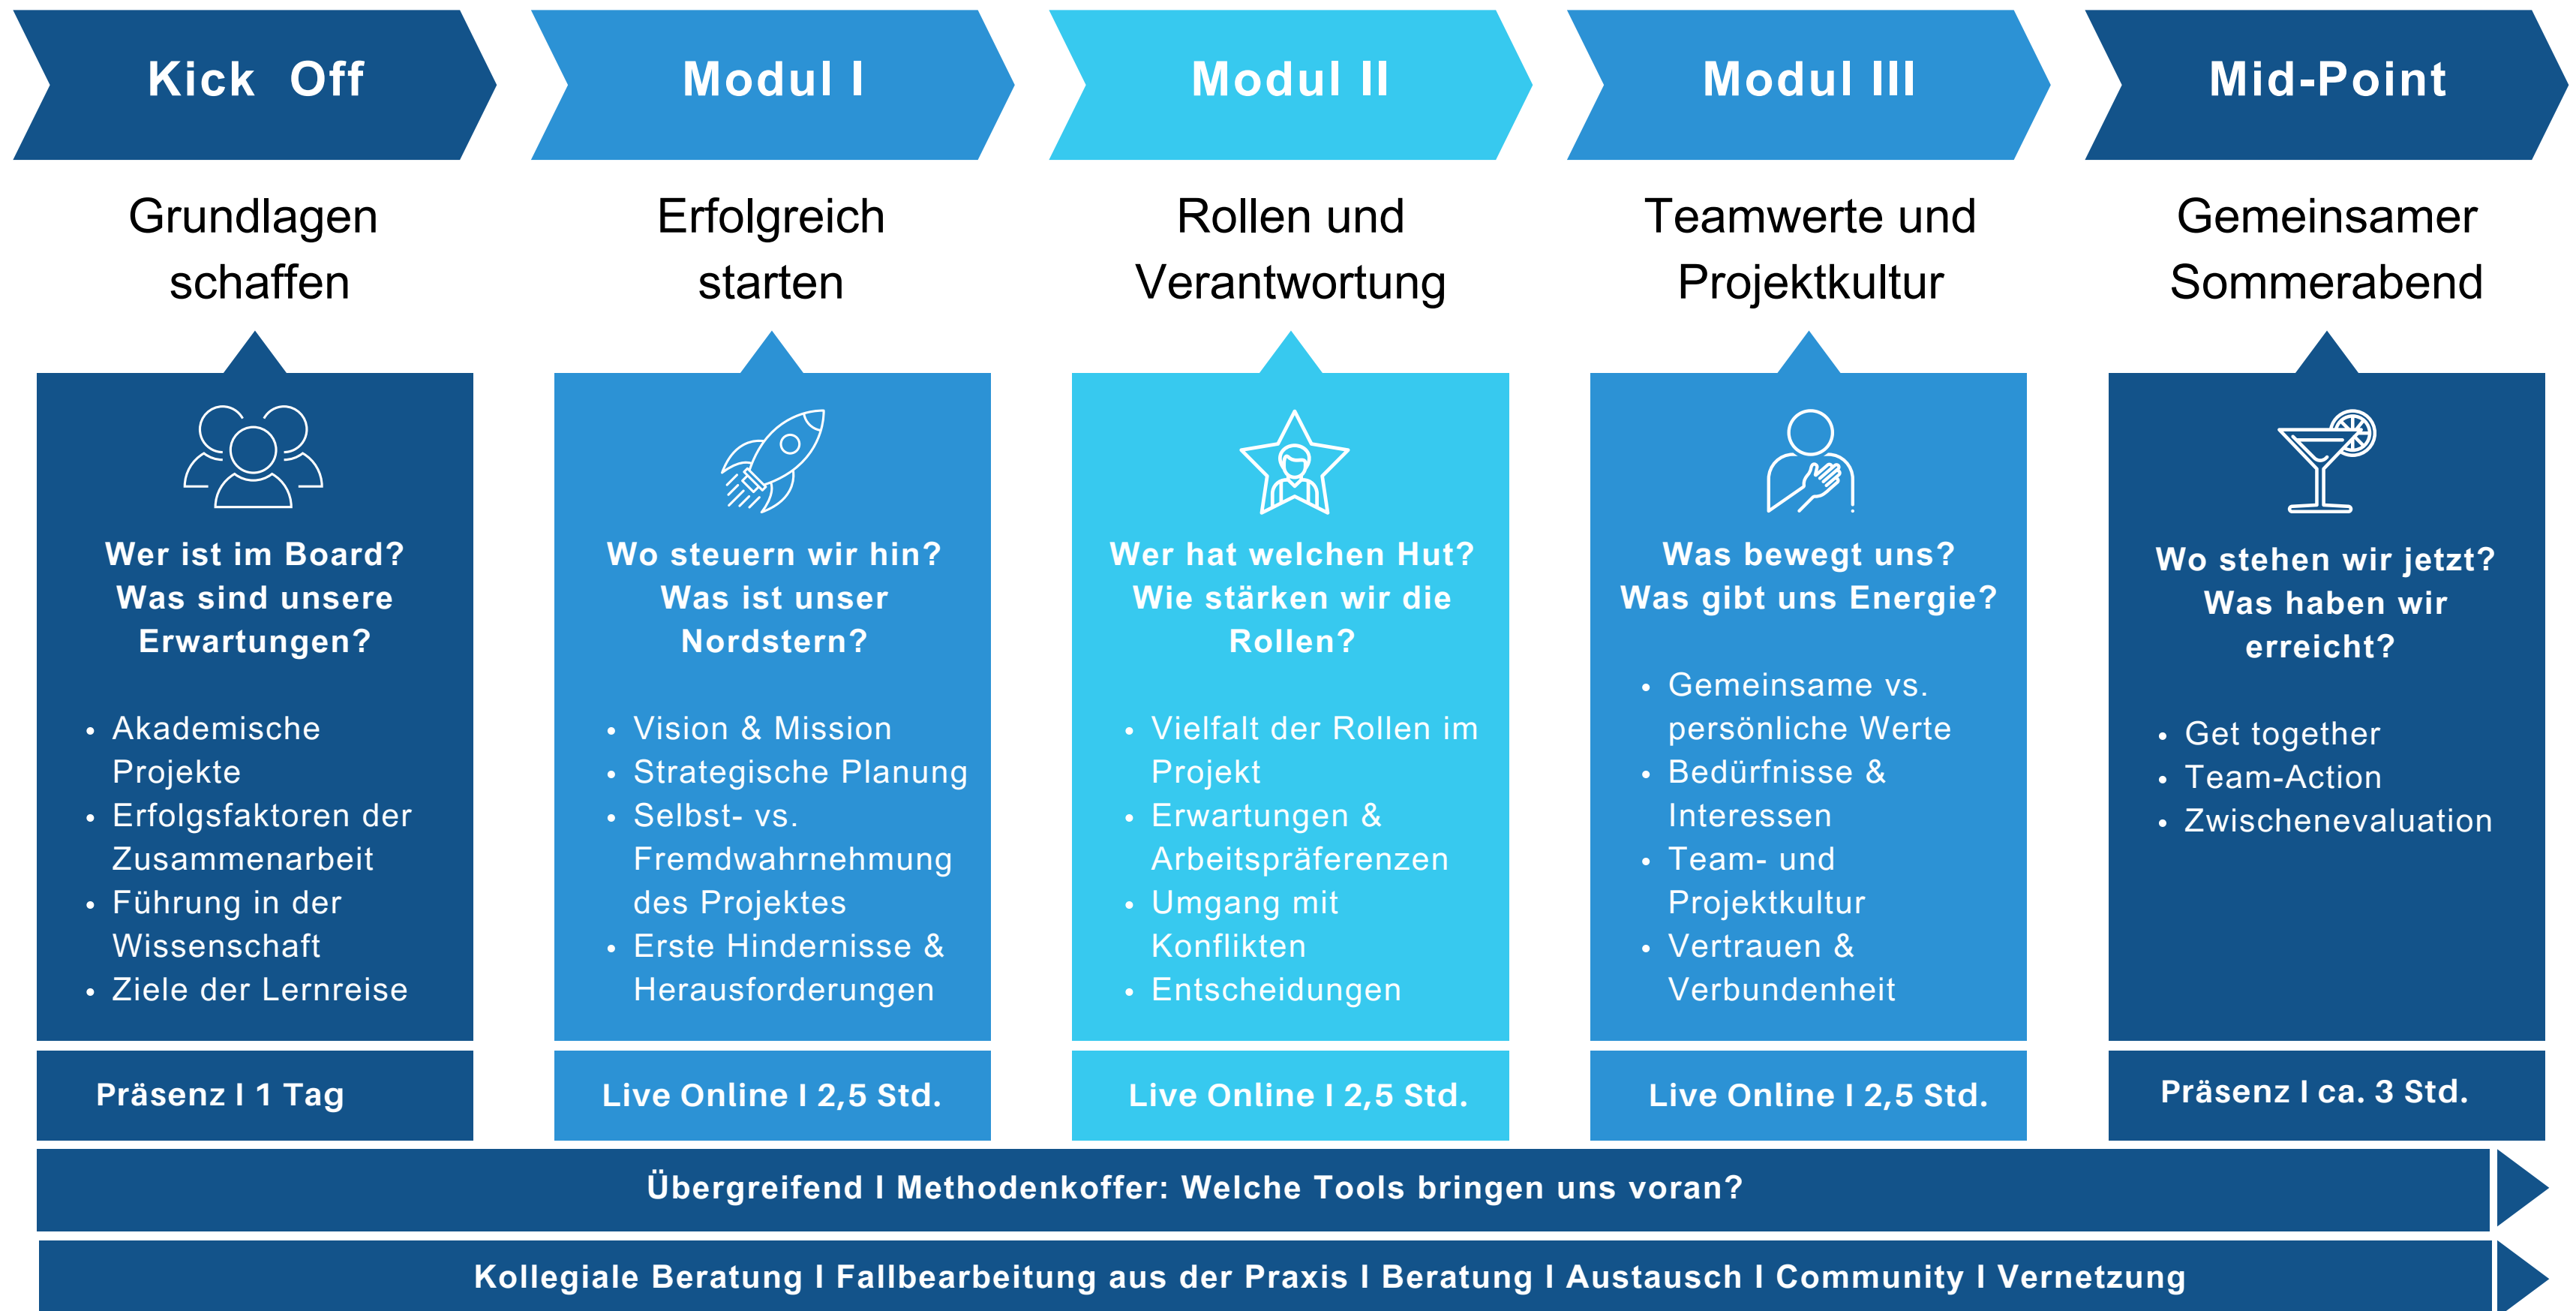 Kick Off
Modul I
Modul II
Modul III
Mid-Point
Grundlagen
schaffen
Erfolgreich
starten
Rollen und
Verantwortung
Teamwerte und
Projektkultur
Gemeinsamer
Sommerabend
Wer ist im Board?
Was sind unsere
Erwartungen?
• Akademische
Projekte
• Erfolgsfaktoren der
Zusammenarbeit
• Führung in der
Wissenschaft
• Ziele der Lernreise
Präsenz I 1 Tag
Wo steuern wir hin?
Was ist unser
Nordstern?
• Vision & Mission
• Strategische Planung
• Selbst- vs.
Fremdwahrnehmung
des Projektes
• Erste Hindernisse &
Herausforderungen
Live Online I 2,5 Std.
Wer hat welchen Hut?
Wie stärken wir die
Rollen?
• Vielfalt der Rollen im
Projekt
• Erwartungen &
Arbeitspräferenzen
• Umgang mit
Konflikten
• Entscheidungen
Live Online I 2,5 Std.
Was bewegt uns?
Was gibt uns Energie?
• Gemeinsame vs.
persönliche Werte
• Bedürfnisse &
Interessen
• Team- und
Projektkultur
• Vertrauen &
Verbundenheit
Live Online I 2,5 Std.
Wo stehen wir jetzt?
Was haben wir
erreicht?
• Get together
• Team-Action
• Zwischenevaluation
Präsenz I ca. 3 Std.
Übergreifend I Methodenkoffer: Welche Tools bringen uns voran?
Kollegiale Beratung I Fallbearbeitung aus der Praxis I Beratung I Austausch I Community I Vernetzung